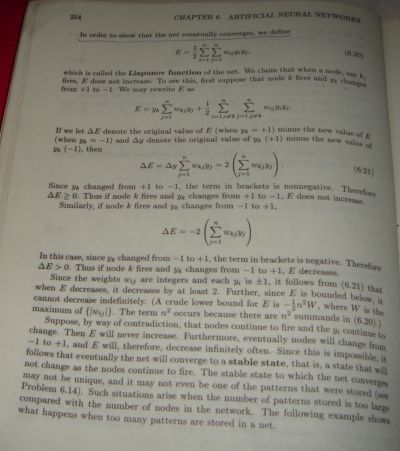 254 CHAPTER 6. ARTIFICIAL NEURAL NETWORKS
In order to show that the net eventually converges, we define
E = \frac{1}{2} \sum_{i=1}^{n} \sum_{j=1}^{n} w_{ij} y_i y_j. (6.20)
which is called the Liapunov function of the net. We claim that when a node, say k,
fires, E does not increase. To see this, first suppose that node k fires and y_k changes
from +1 to −1. We may rewrite E as
E = y_k \sum_{j=1}^{n} w_{kj} y_j + \frac{1}{2} \sum_{i=1, i≠k}^{n} \sum_{j=1, j≠k}^{n} w_{ij} y_i y_j.
If we let ΔE denote the original value of E (when y_k = +1) minus the new value of E
(when y_k = −1) and Δy denote the original value of y_k (+1) minus the new value of
y_k (−1), then
ΔE = Δy \sum_{j=1}^{n} w_{kj} y_j = 2 ( \sum_{j=1}^{n} w_{kj} y_j ) . (6.21)
Since y_k changed from +1 to −1, the term in brackets is nonnegative. Therefore
ΔE ≥ 0. Thus if node k fires and y_k changes from +1 to −1, E does not increase.
Similarly, if node k fires and y_k changes from −1 to +1,
ΔE = −2 ( \sum_{j=1}^{n} w_{kj} y_j ) .
In this case, since y_k changed from −1 to +1, the term in brackets is negative. Therefore
ΔE > 0. Thus if node k fires and y_k changes from −1 to +1, E decreases.
Since the weights w_{ij} are integers and each y_i is ±1, it follows from (6.21) that
when E decreases, it decreases by at least 2. Further, since E is bounded below, it
cannot decrease indefinitely. (A crude lower bound for E is −\frac{1}{2}n²W, where W is the
maximum of {|w_{ij}|}. The term n² occurs because there are n² summands in (6.20).)
Suppose, by way of contradiction, that nodes continue to fire and the y_i continue to
change. Then E will never increase. Furthermore, eventually nodes will change from
−1 to +1, and E will, therefore, decrease infinitely often. Since this is impossible, it
follows that eventually the net will converge to a stable state, that is, a state that will
not change as the nodes continue to fire. The stable state to which the net converges
may not be unique, and it may not even be one of the patterns that were stored (see
Problem 6.14). Such situations arise when the number of patterns stored is too large
compared with the number of nodes in the network. The following example shows
what happens when too many patterns are stored in a net.